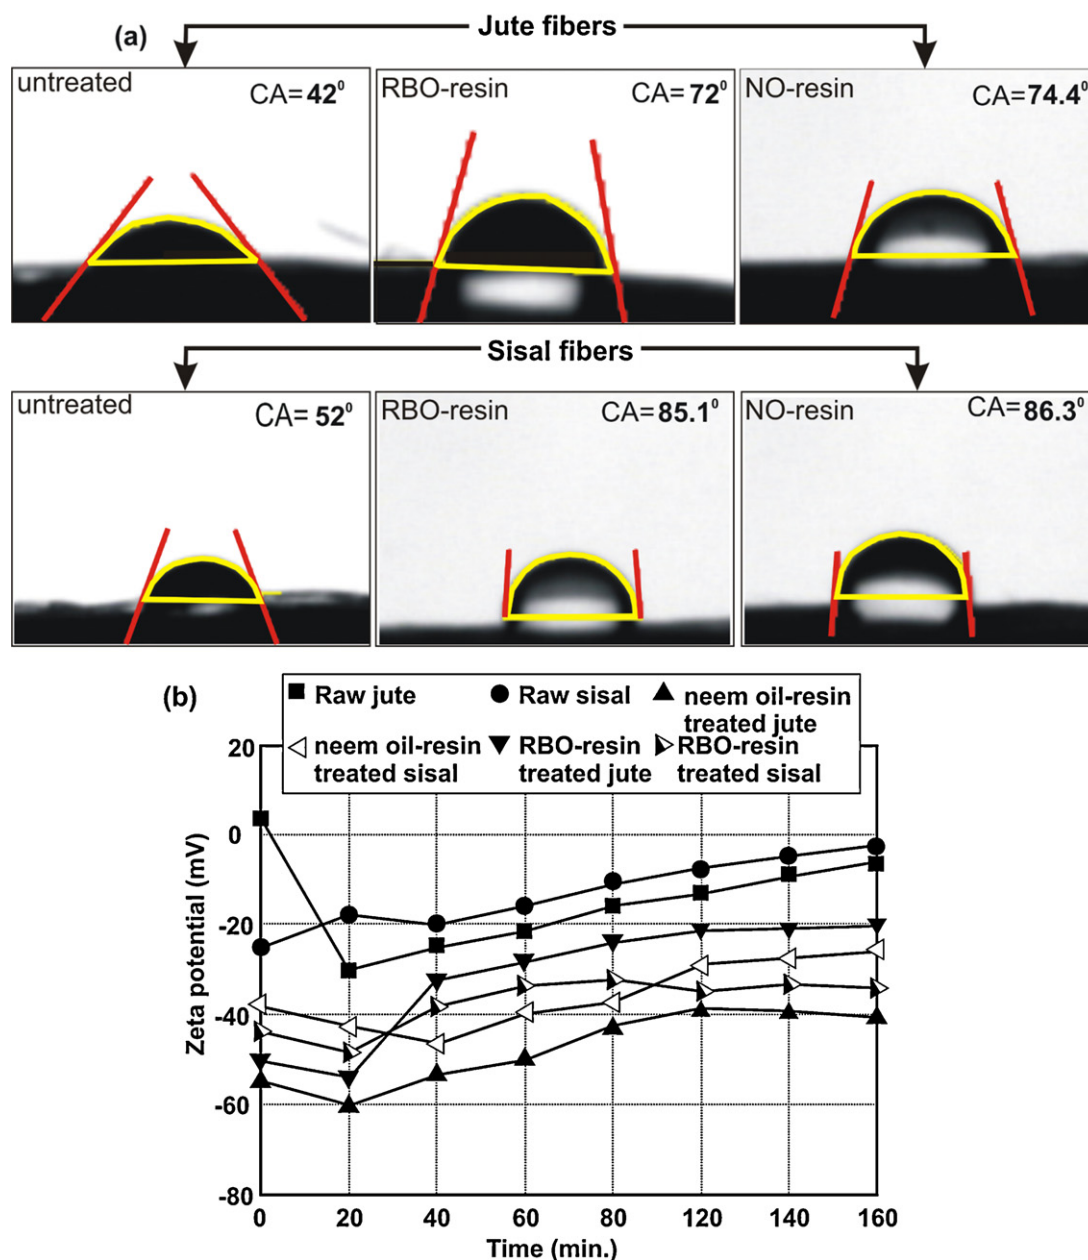 (a)
Jute fibers
untreated
CA= 42⁰
RBO-resin
CA= 72⁰
NO-resin
CA= 74.4⁰
Sisal fibers
untreated
CA= 52⁰
RBO-resin
CA= 85.1⁰
NO-resin
CA= 86.3⁰
(b)
Raw jute
Raw sisal
neem oil-resin
treated jute
neem oil-resin
treated sisal
RBO-resin
treated jute
RBO-resin
treated sisal
Zeta potential (mV)
20
0
-20
-40
-60
-80
0 20 40 60 80 120 140 160
Time (min.)